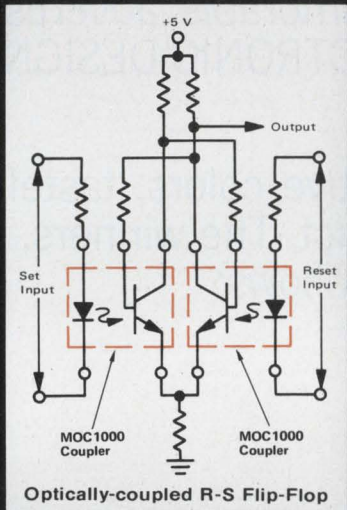 +5 V
Output
Set
Input
Reset
Input
MOC1000
Coupler
MOC1000
Coupler
Optically-coupled R-S Flip-Flop